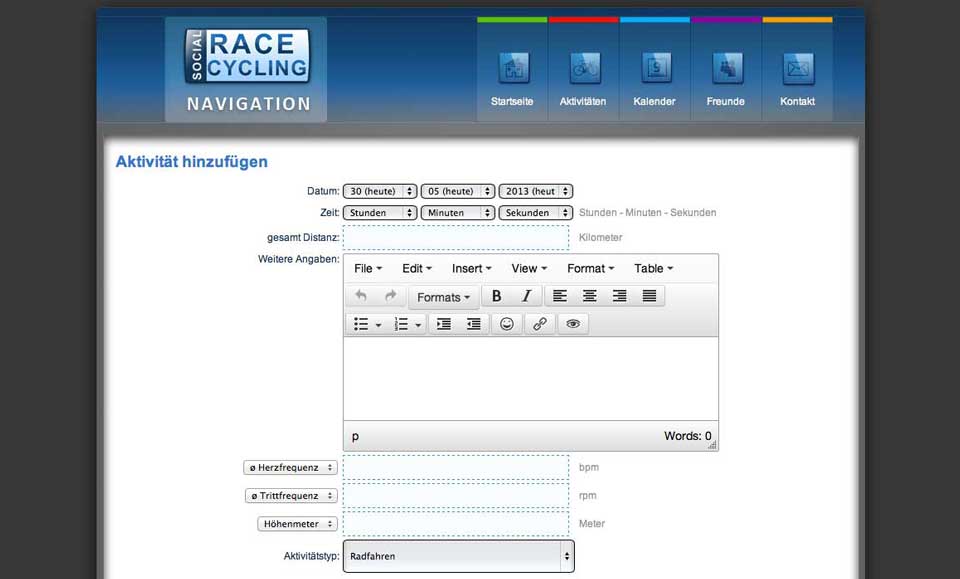 SOCIAL
RACE
CYCLING
NAVIGATION
Startseite Aktivitäten Kalender Freunde Kontakt
Aktivität hinzufügen
Datum: 30 (heute) 05 (heute) 2013 (heut
Zeit: Stunden Minuten Sekunden Stunden - Minuten - Sekunden
gesamt Distanz: Kilometer
Weitere Angaben:
File Edit Insert View Format Table
Formats B I
p Words: 0
ø Herzfrequenz bpm
ø Trittfrequenz rpm
Höhenmeter Meter
Aktivitätstyp: Radfahren